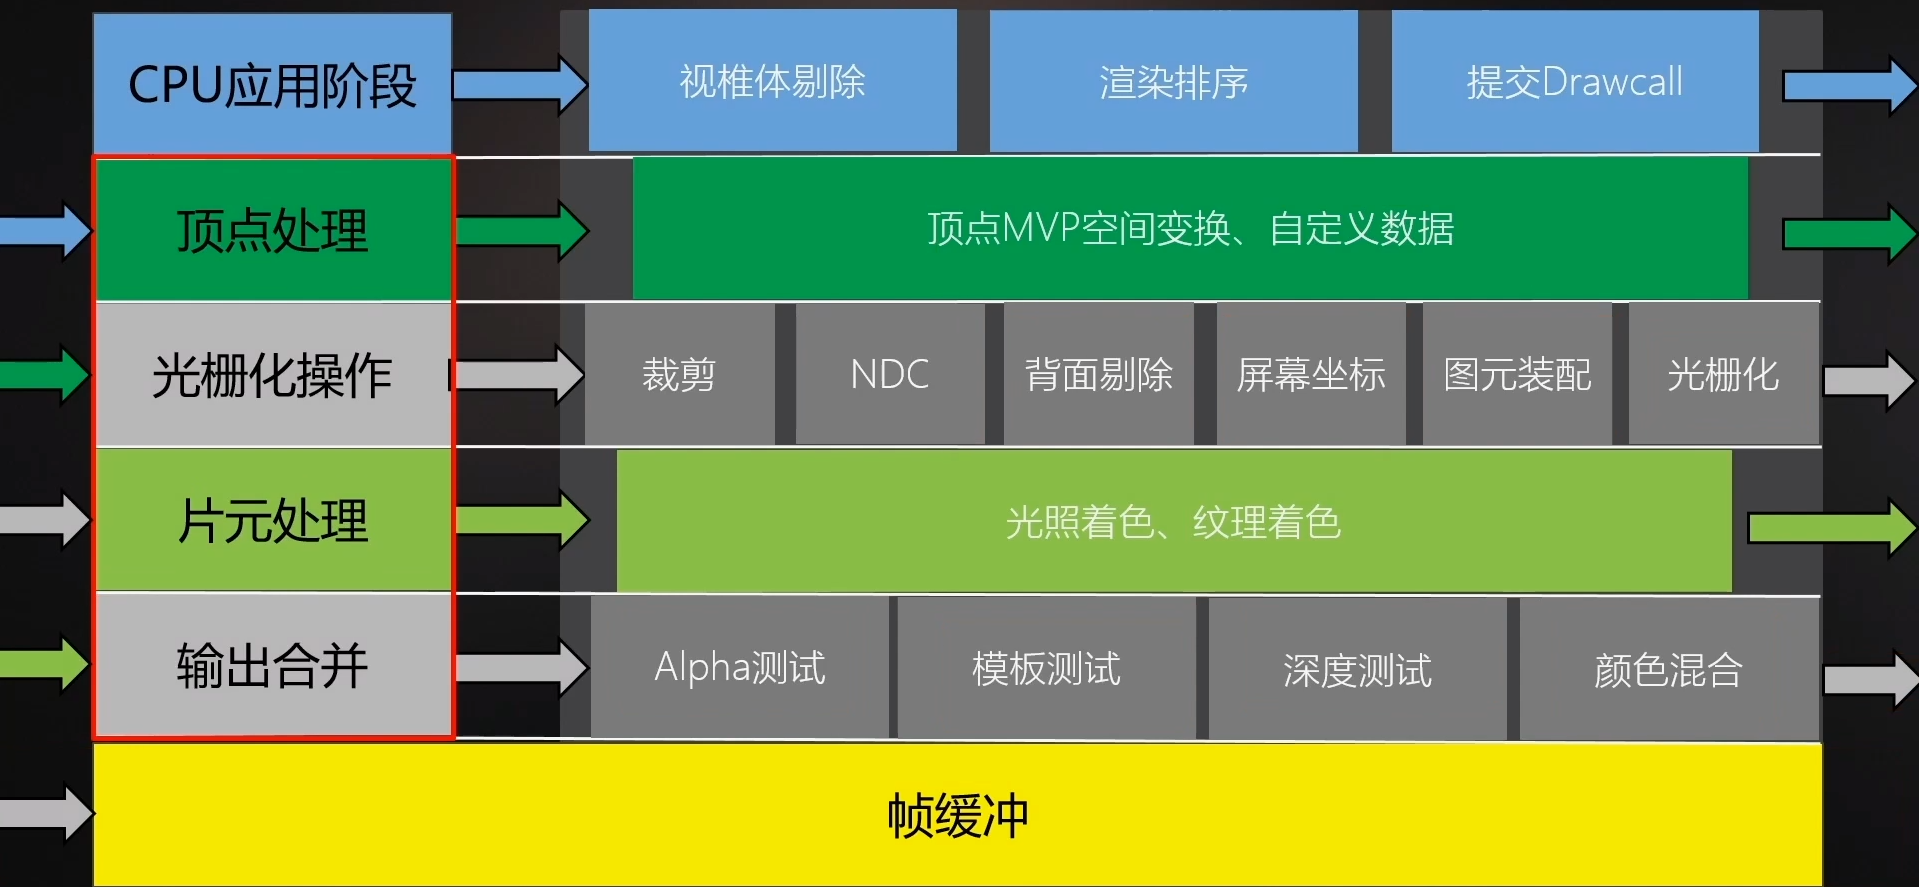 CPU应用阶段
视椎体剔除
渲染排序
提交Drawcall
顶点处理
顶点MVP空间变换、自定义数据
光栅化操作
裁剪
NDC
背面剔除
屏幕坐标
图元装配
光栅化
片元处理
光照着色、纹理着色
输出合并
Alpha测试
模板测试
深度测试
颜色混合
帧缓冲